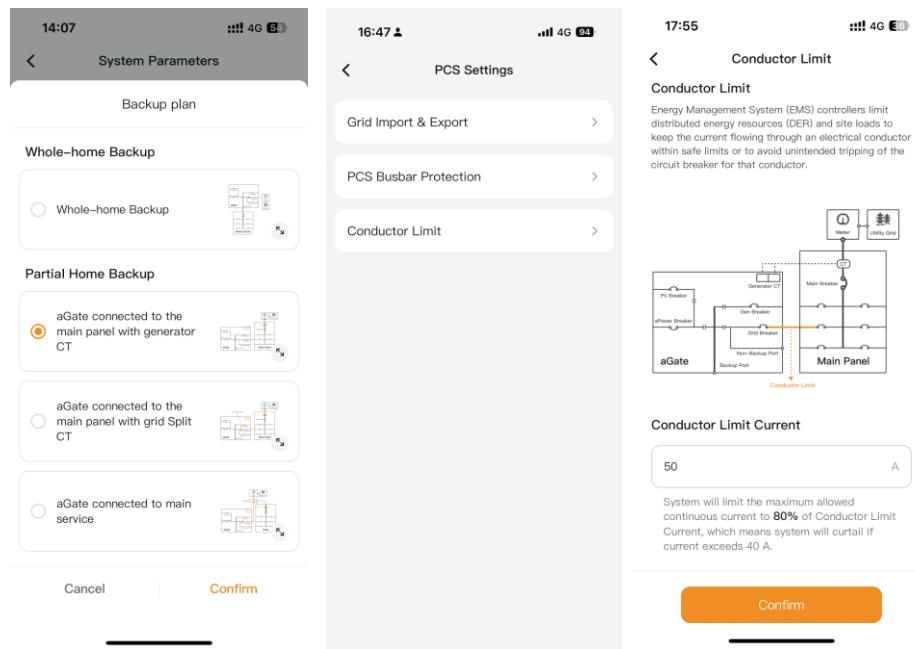 14:07
4G 54
System Parameters
Backup plan
Whole-home Backup
Whole-home Backup
Partial Home Backup
aGate connected to the
main panel with generator
CT
aGate connected to the
main panel with grid Split
CT
aGate connected to main
service
Cancel
Confirm
16:47
4G 94
PCS Settings
Grid Import & Export
PCS Busbar Protection
Conductor Limit
17:55
4G 36
Conductor Limit
Conductor Limit
Energy Management System (EMS) controllers limit
distributed energy resources (DER) and site loads to
keep the current flowing through an electrical conductor
within safe limits or to avoid unintended tripping of the
circuit breaker for that conductor.
Meter
Utility Grid
CT
Generator CT
Main Breaker
PV Breaker
Gen Breaker
aPower Breaker
Grid Breaker
Non-Backup Port
aGate
Backup Port
Main Panel
Conductor Limit
Conductor Limit Current
50
A
System will limit the maximum allowed
continuous current to 80% of Conductor Limit
Current, which means system will curtail if
current exceeds 40 A.
Confirm